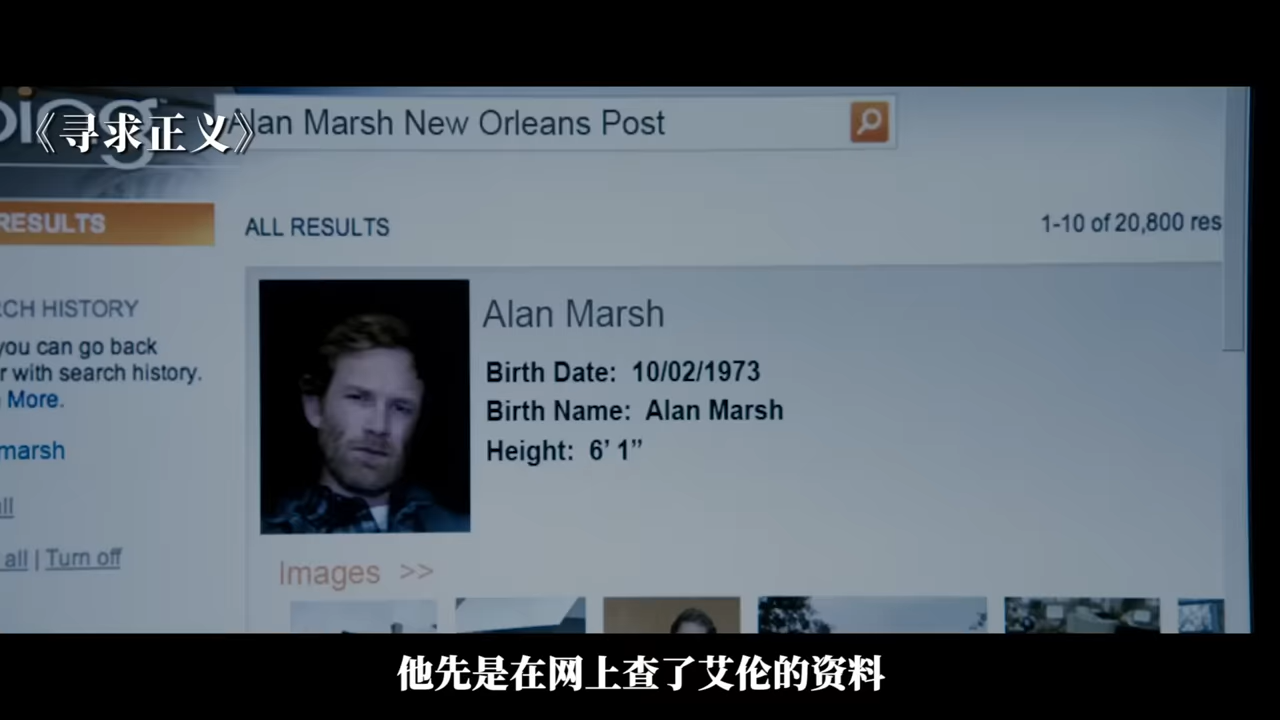 bing
《寻求正义》
Alan Marsh New Orleans Post
RESULTS
ALL RESULTS
1-10 of 20,800 res
RCH HISTORY
you can go back
r with search history.
More.
marsh
all | Turn off
Alan Marsh
Birth Date: 10/02/1973
Birth Name: Alan Marsh
Height: 6’ 1”
Images >>
他先是在网上查了艾伦的资料